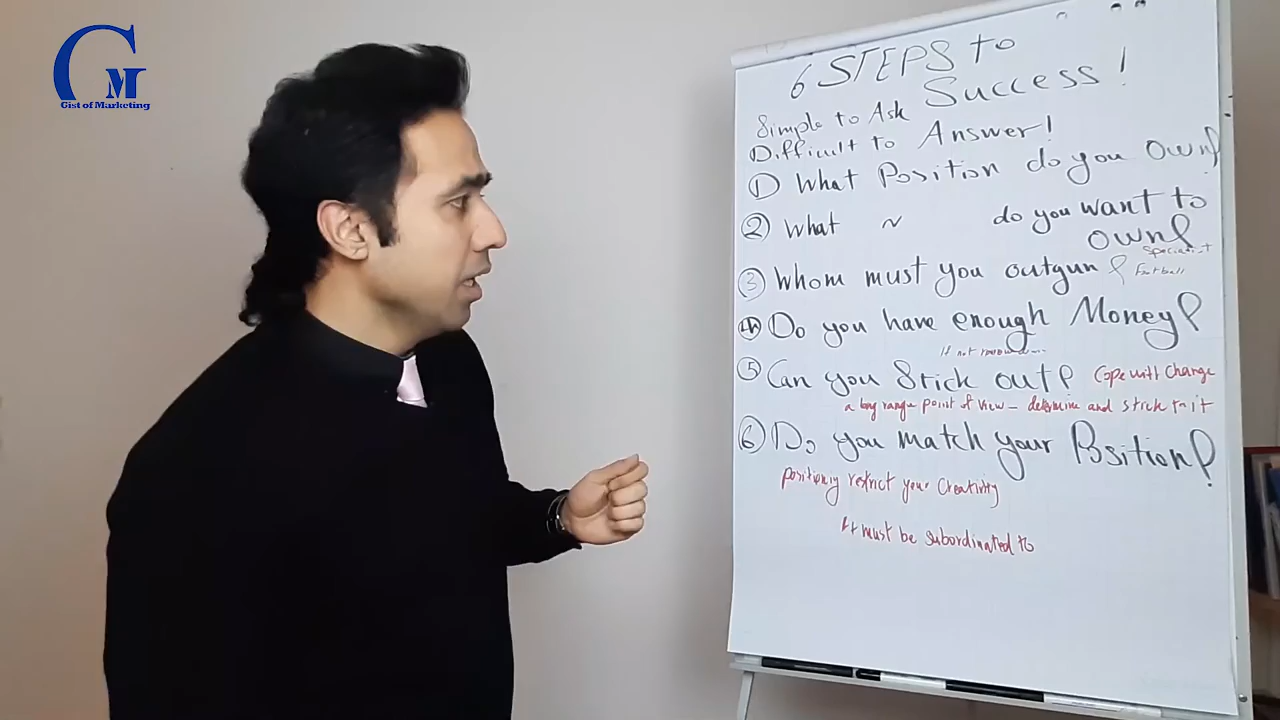 GM
Gist of Marketing
6 STEPS to
Success!
Simple to Ask
Difficult to Answer!
① What Position do you own?
② What ~ do you want to
own?
③ Whom must you outgun?
Specialist
Football
④ Do you have enough Money?
If not
⑤ Can you Stick out? Cope with Change
a long range point of view - determine and stick to it
⑥ Do you match your Position?
positioning restrict your Creativity
It must be subordinated to